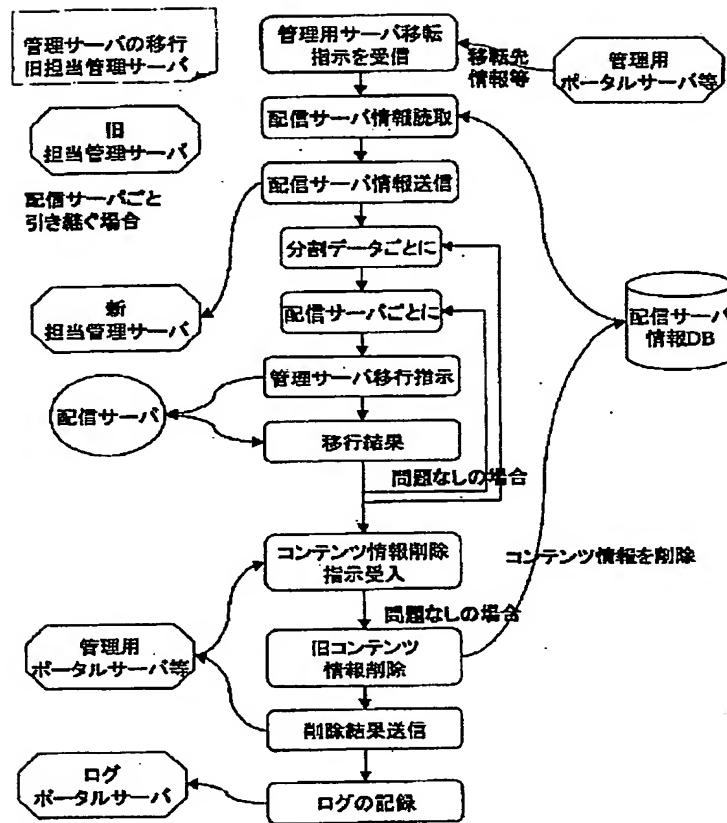 管理サーバの移行
旧担当管理サーバ
管理用サーバ移転
指示を受信
移転先
情報等
管理用
ポータルサーバ等
旧
担当管理サーバ
配信サーバ情報読取
配信サーバごと
引き継ぐ場合
配信サーバ情報送信
分割データごとに
新
担当管理サーバ
配信サーバごとに
配信サーバ
情報DB
管理サーバ移行指示
配信サーバ
移行結果
問題なしの場合
コンテンツ情報削除
指示受入
コンテンツ情報を削除
問題なしの場合
管理用
ポータルサーバ等
旧コンテンツ
情報削除
削除結果送信
ログ
ポータルサーバ
ログの記録